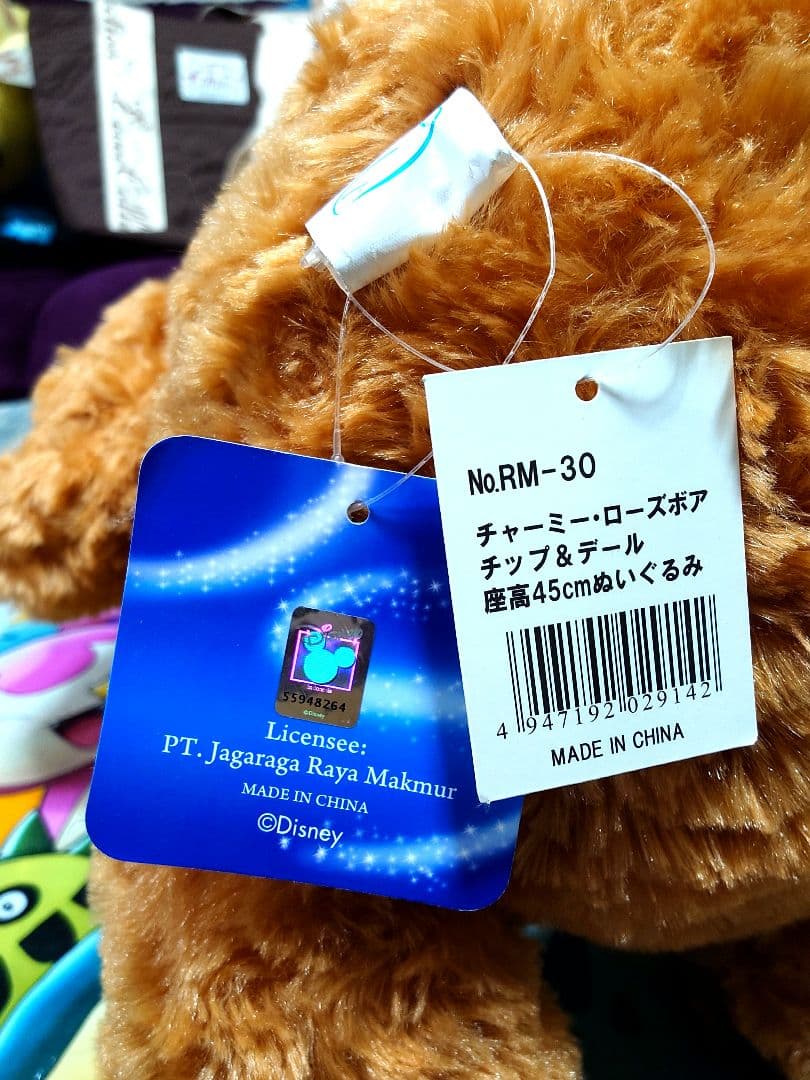 No.RM-30
チャーミー・ローズボア
チップ&デール
座高45cmぬいぐるみ
4 947192 029142
MADE IN CHINA
55948264
©Disney
Licensee:
PT. Jagaraga Raya Makmur
MADE IN CHINA
©Disney